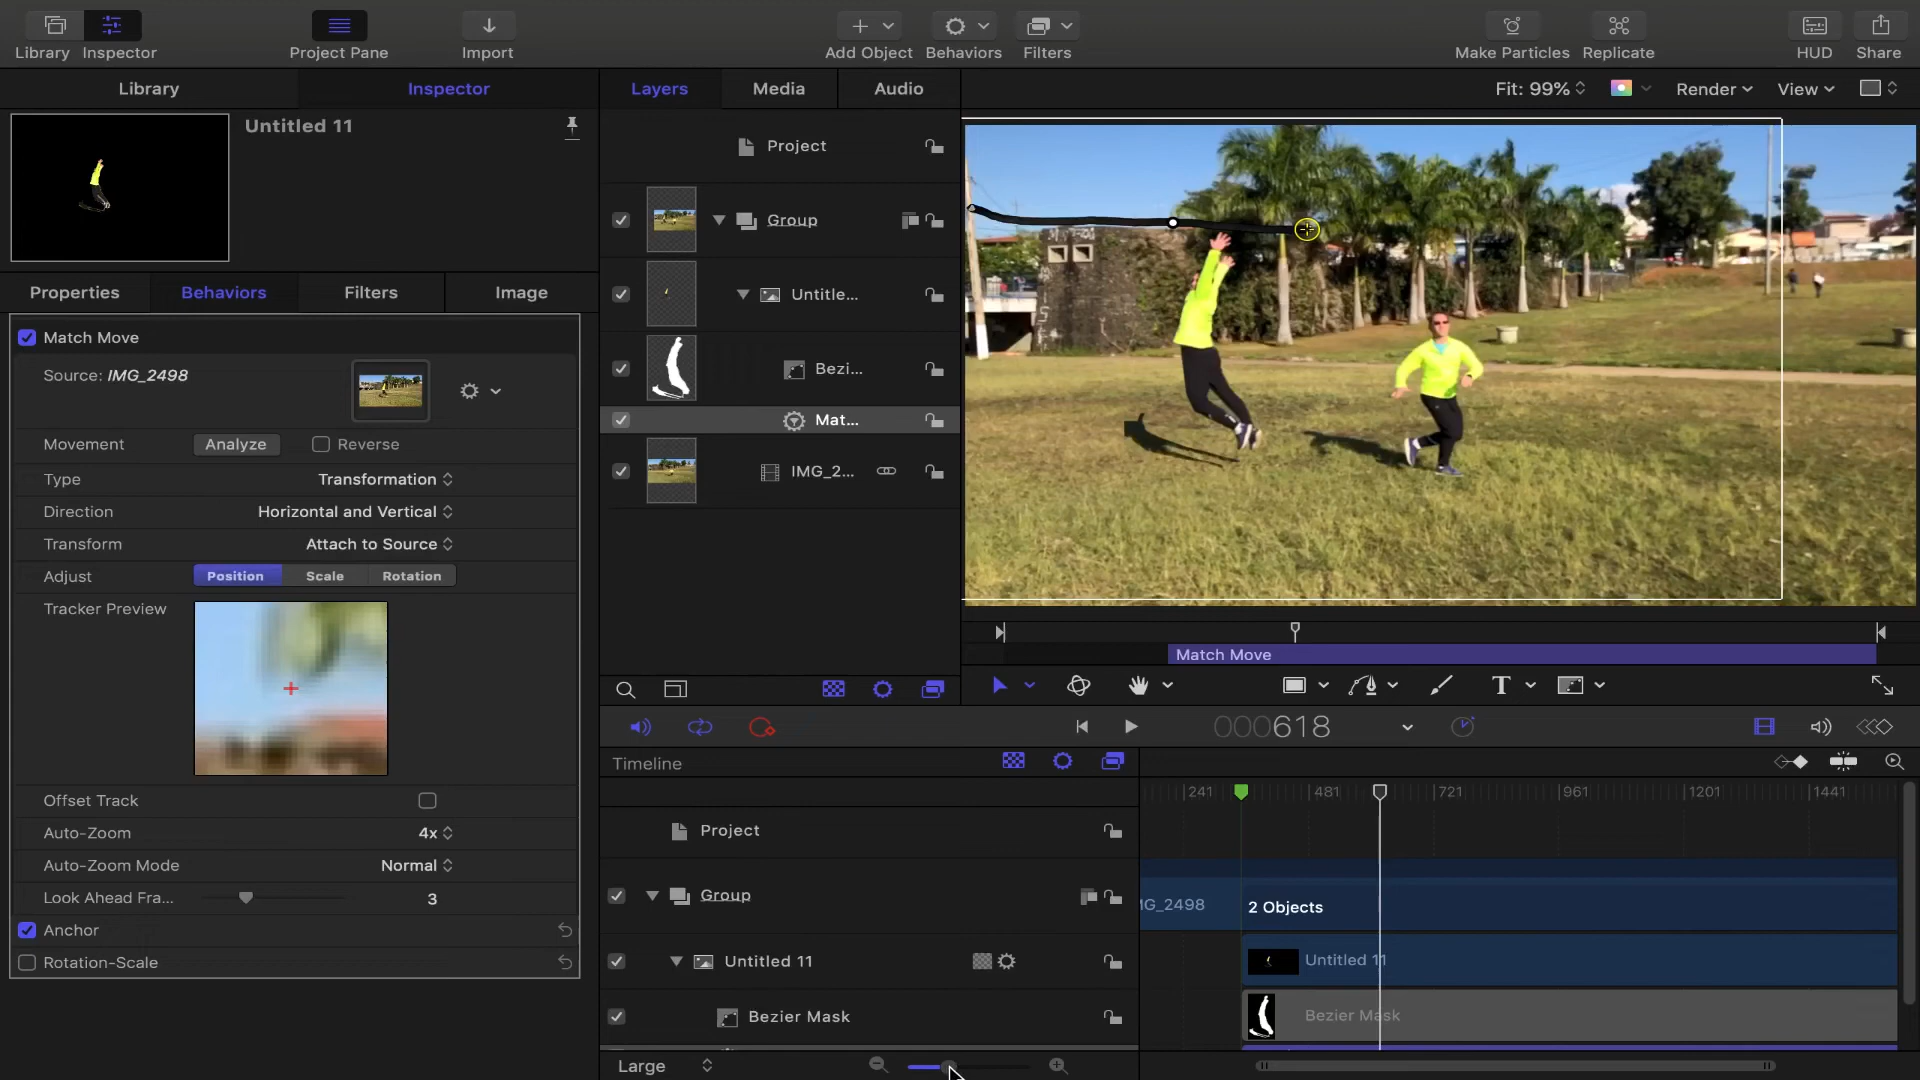 Library Inspector Project Pane Import Add Object Behaviors Filters Make Particles Replicate HUD Share
Library Inspector Layers Media Audio Fit: 99% Render View
Untitled 11
Project
Group
Untitle...
Properties Behaviors Filters Image
Match Move
Source: IMG_2498
Bezi...
Mat...
Movement Analyze Reverse
IMG_2...
Type Transformation
Direction Horizontal and Vertical
Transform Attach to Source
Adjust Position Scale Rotation
Tracker Preview
Match Move
T
000618
Timeline
241 481 721 961 1201 1441
Offset Track
Project
Auto-Zoom 4x
Auto-Zoom Mode Normal
Look Ahead Fra... 3
Group
2 Objects
Anchor
Rotation-Scale
Untitled 11
Untitled 11
Bezier Mask
Bezier Mask
Large